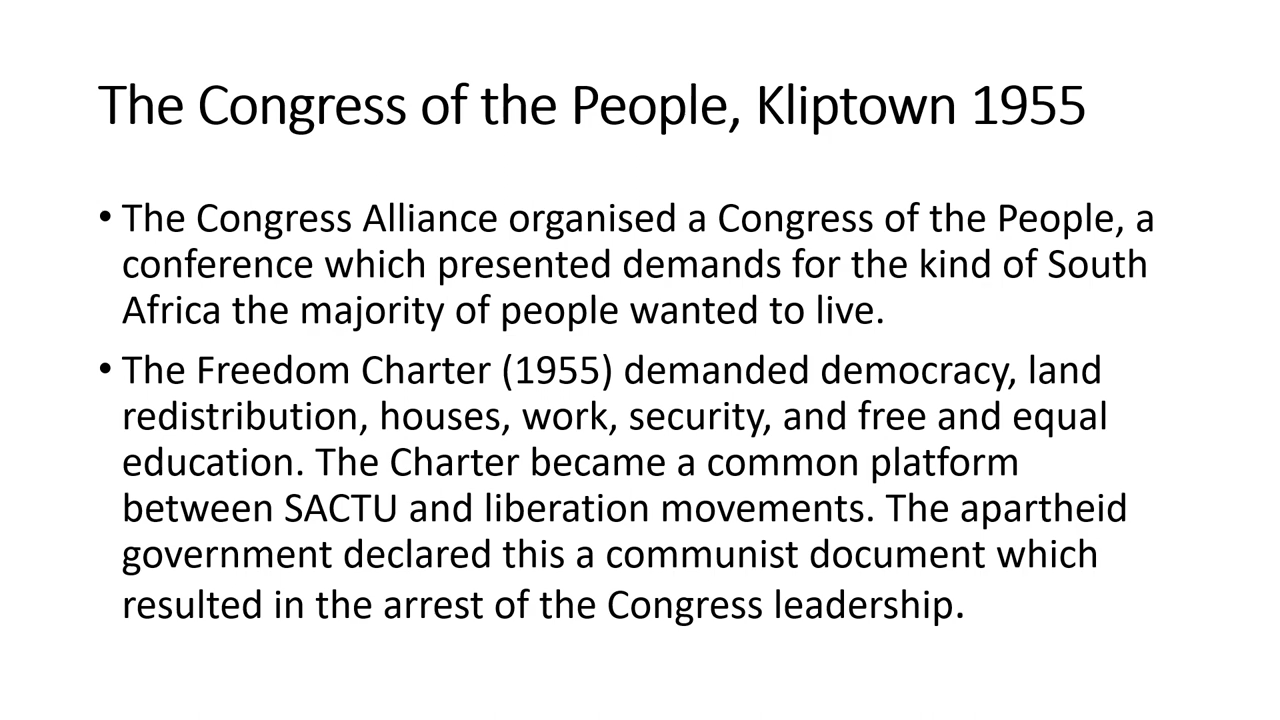 The Congress of the People, Kliptown 1955
• The Congress Alliance organised a Congress of the People, a
conference which presented demands for the kind of South
Africa the majority of people wanted to live.
• The Freedom Charter (1955) demanded democracy, land
redistribution, houses, work, security, and free and equal
education. The Charter became a common platform
between SACTU and liberation movements. The apartheid
government declared this a communist document which
resulted in the arrest of the Congress leadership.